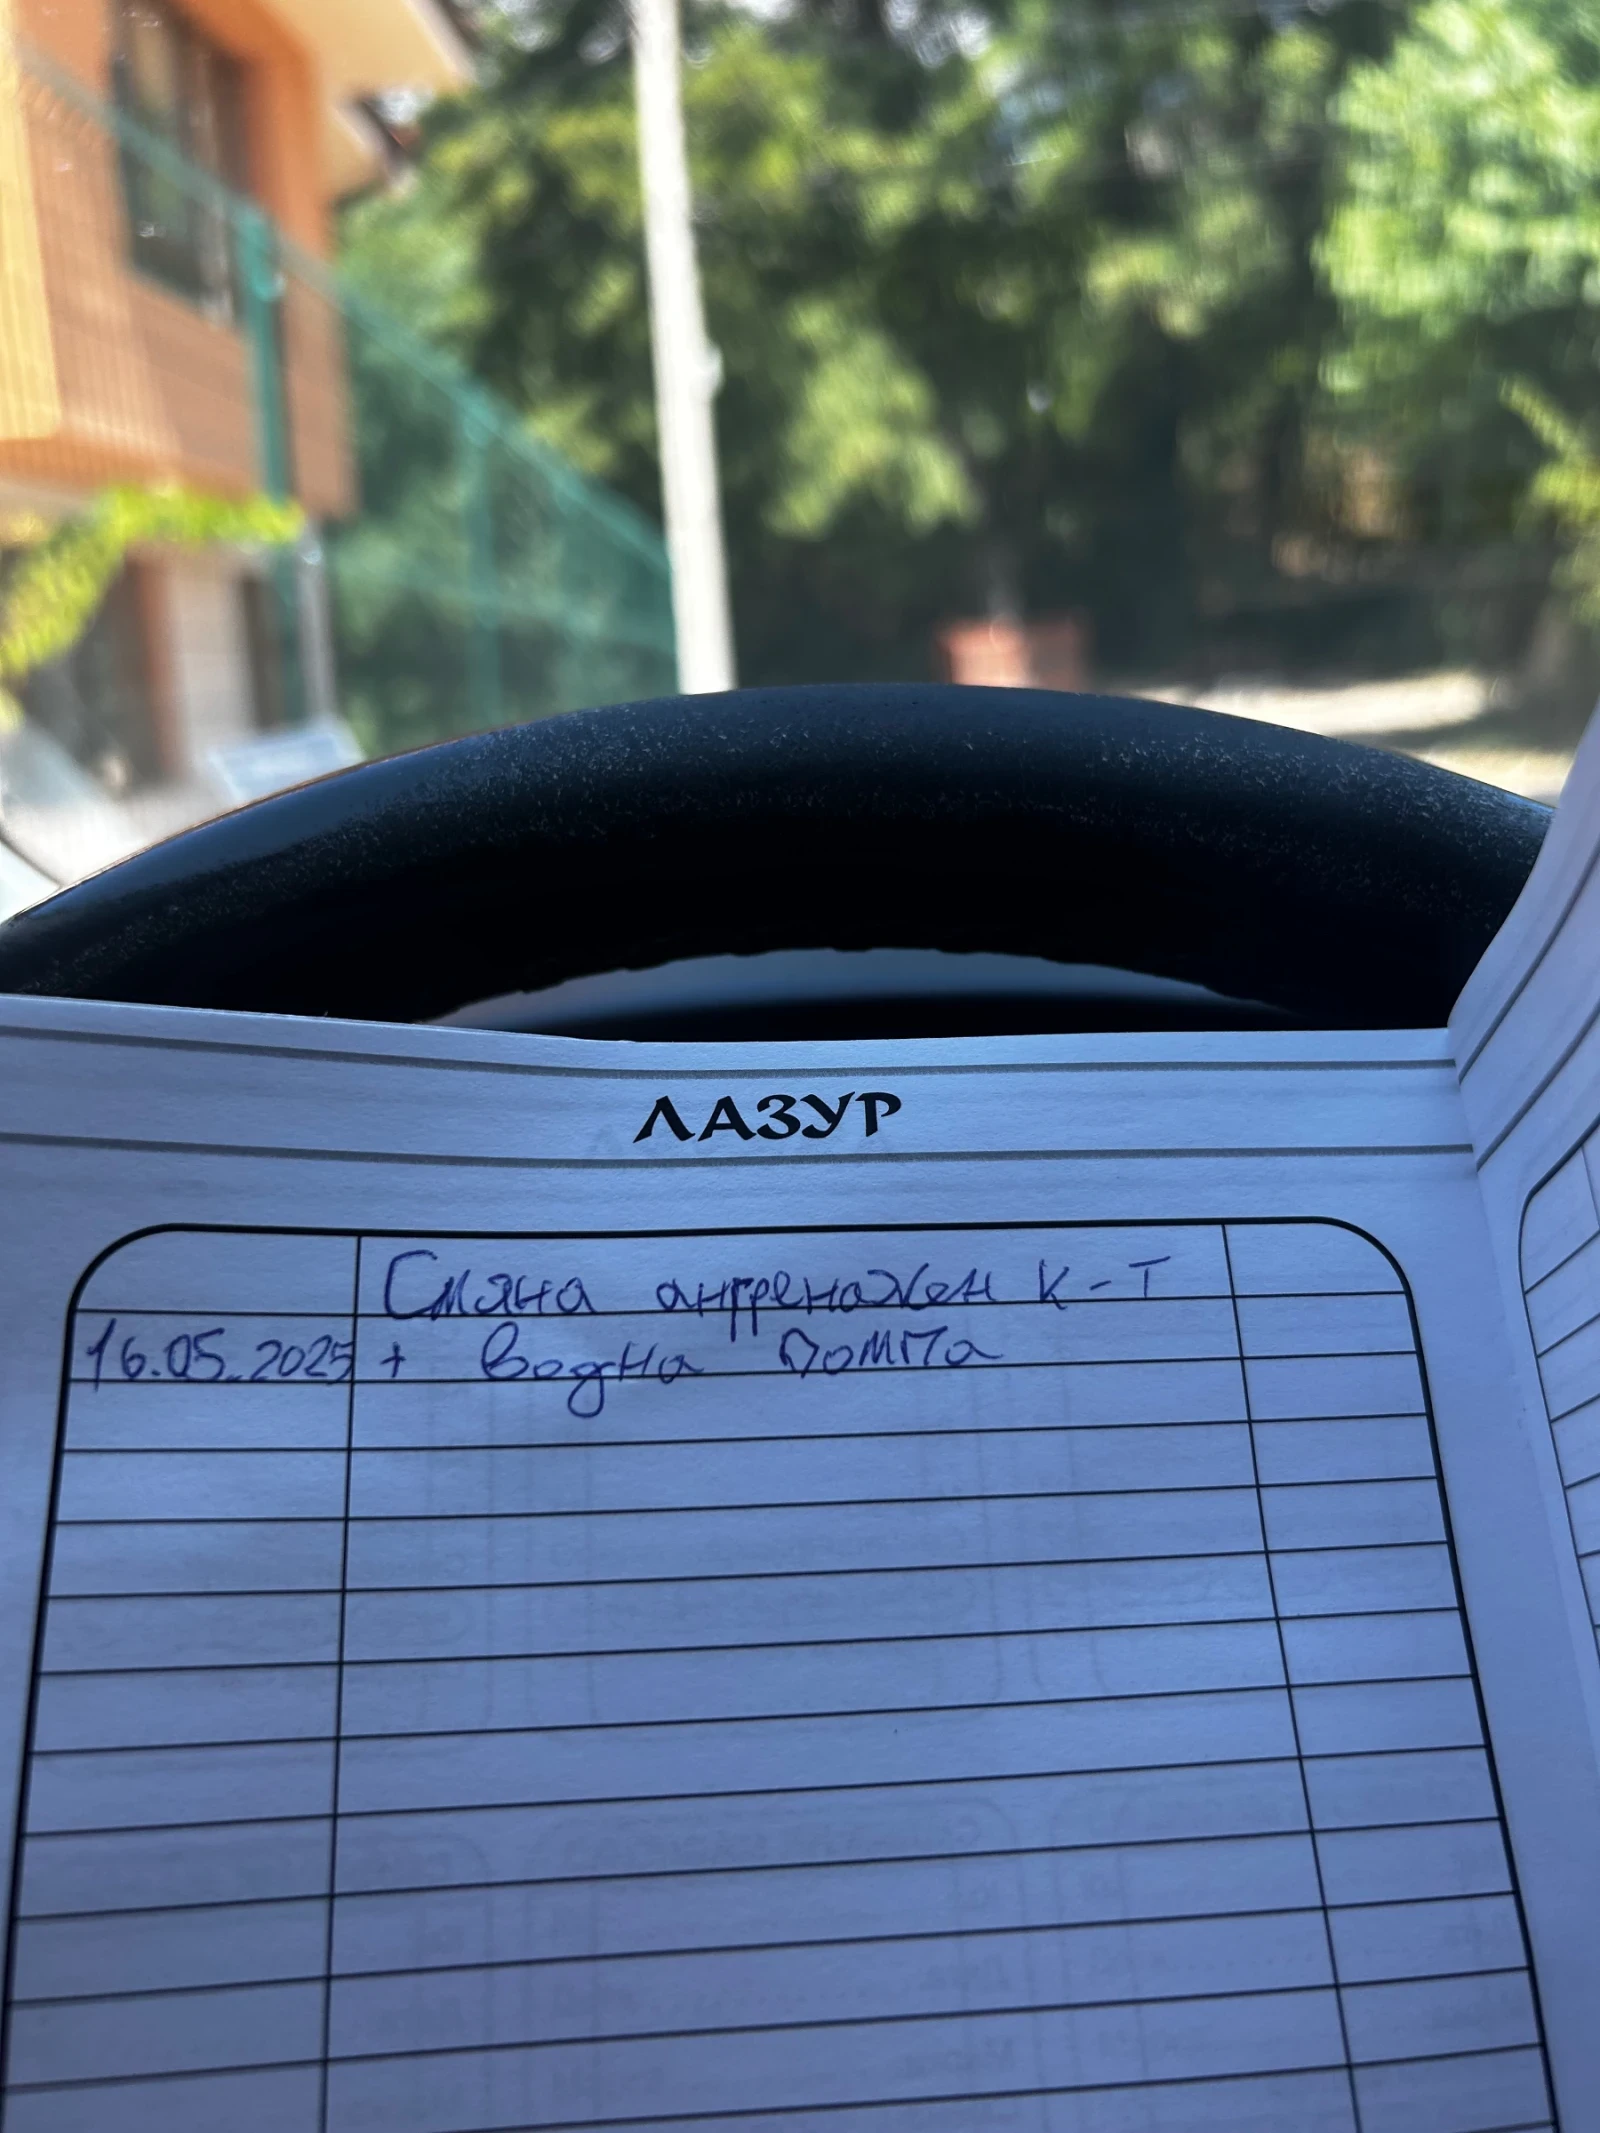 ЛАЗУР
Смяна ангренажен к-т
16.05.2025 + водна помпа